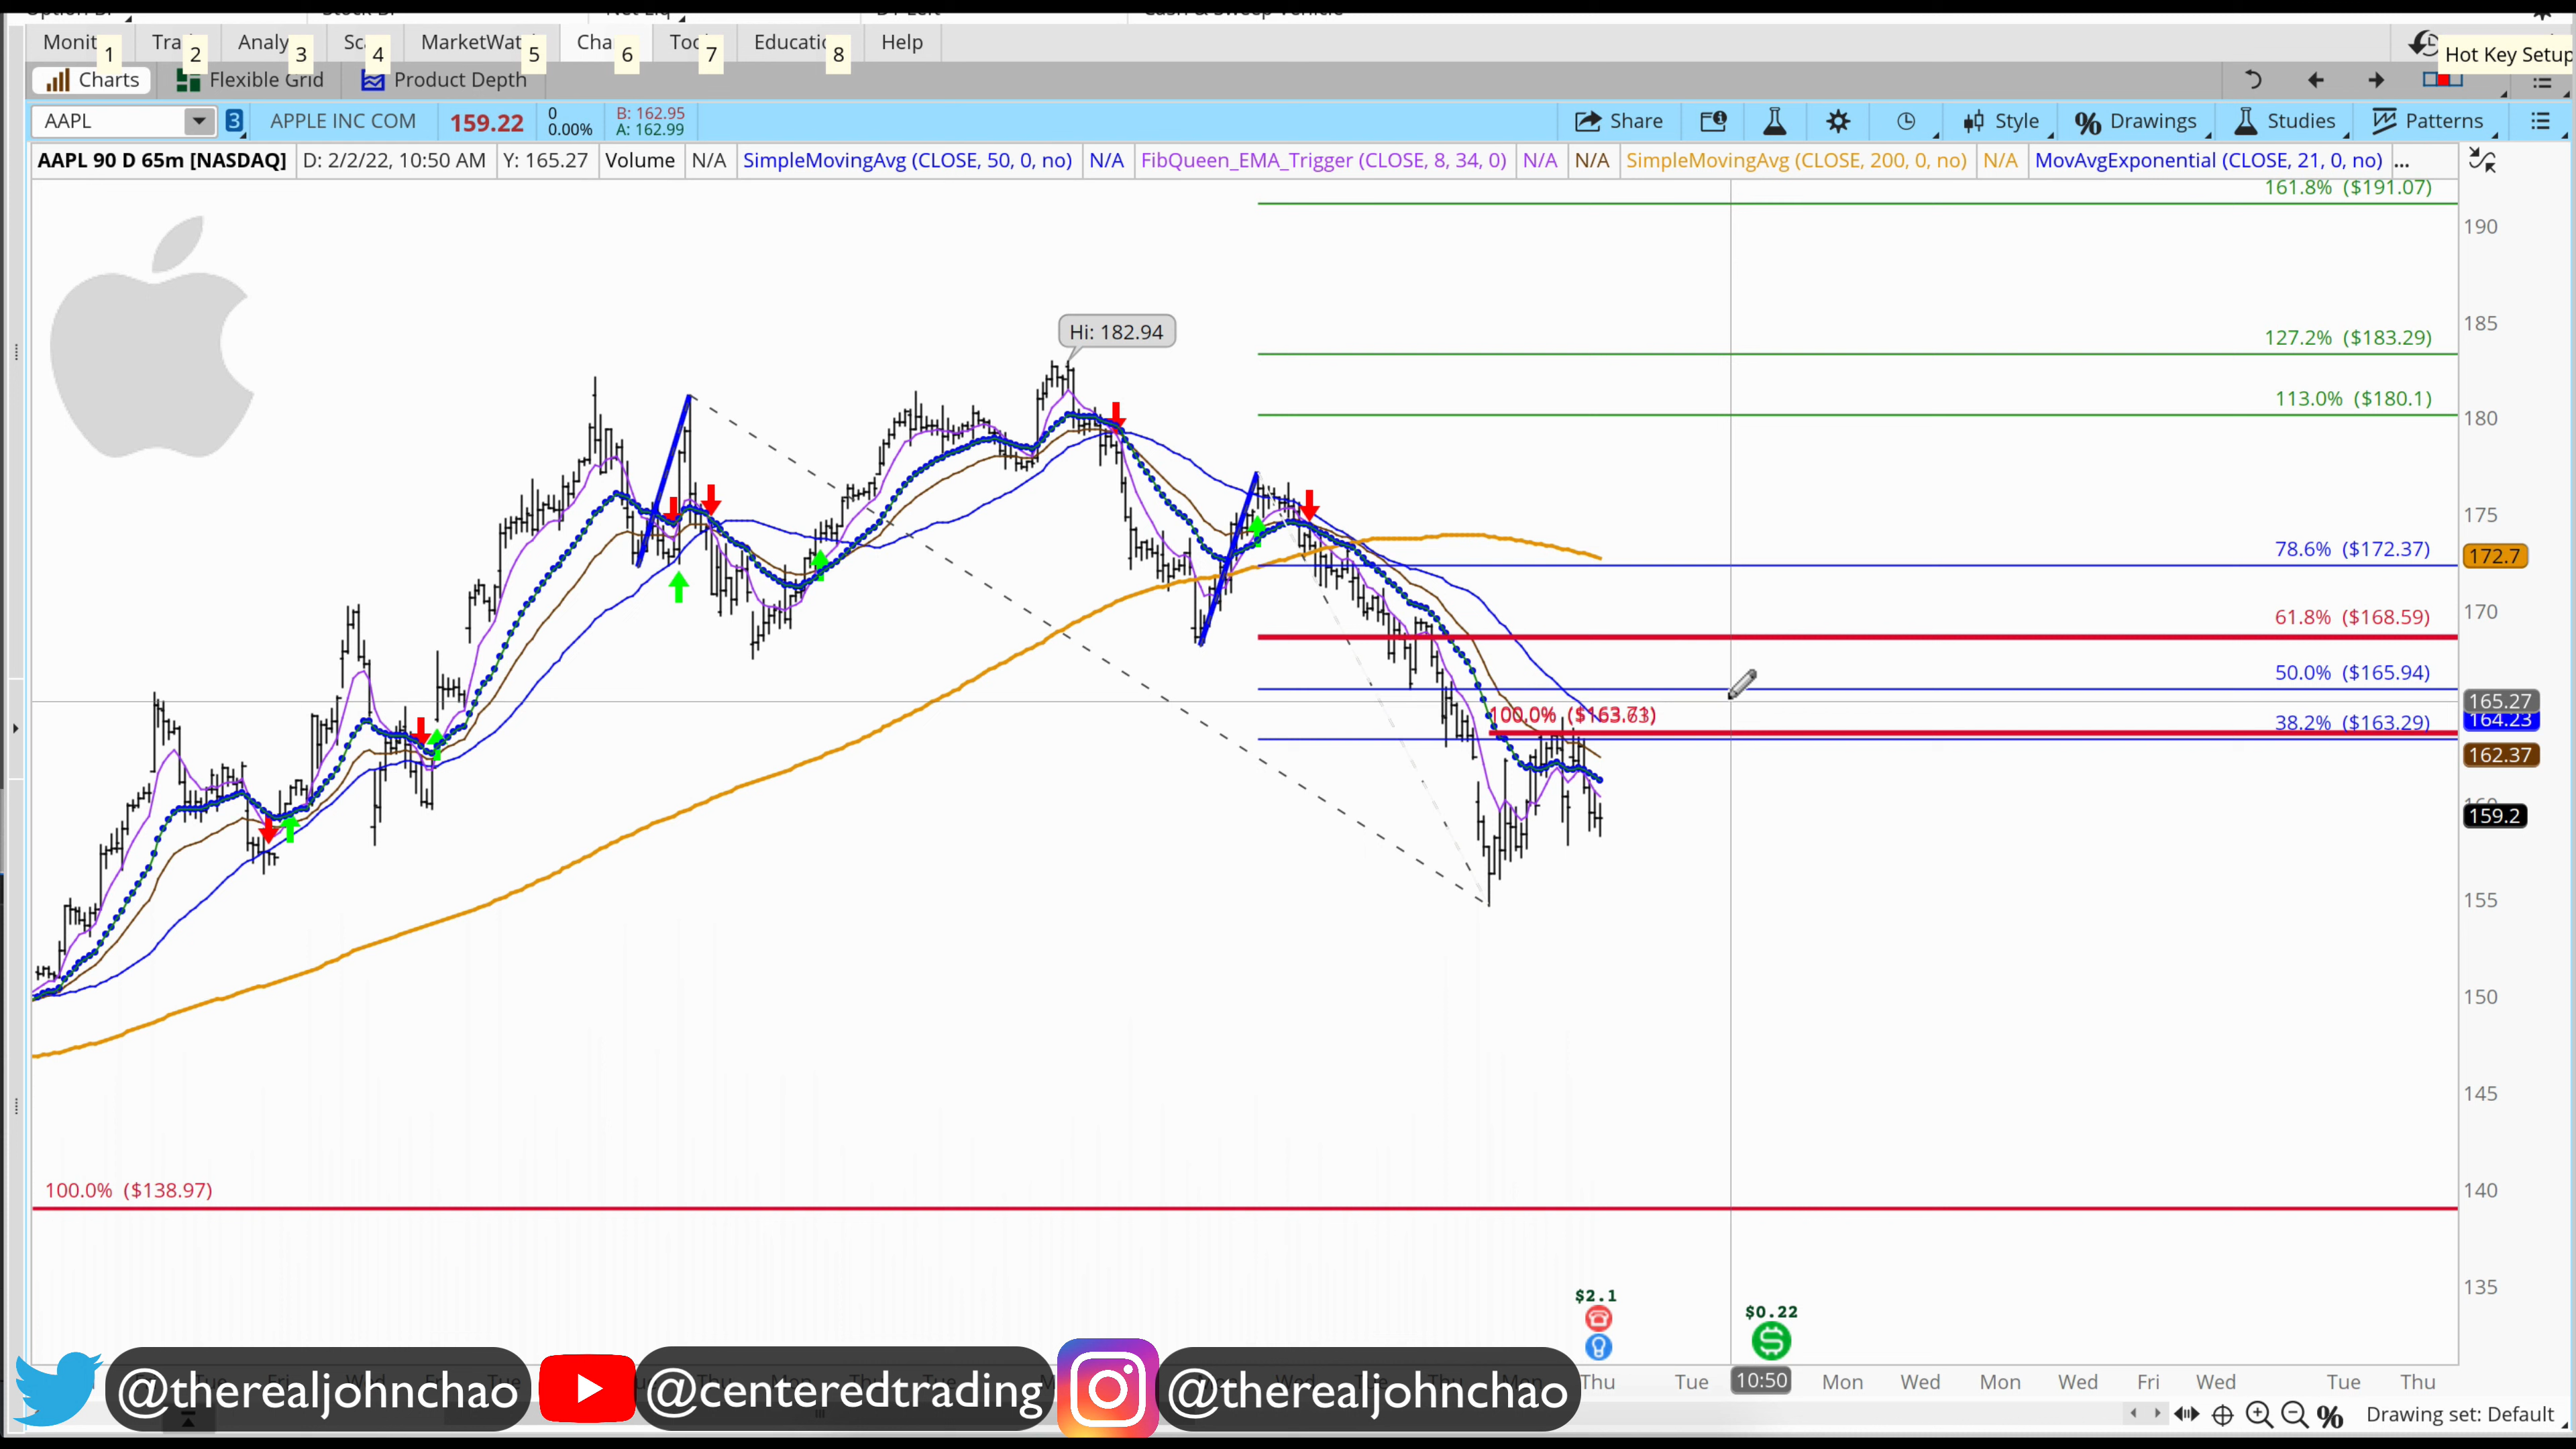 Monit 1 Tra 2 Analy 3 Sc 4 MarketWat 5 Cha 6 Too 7 Educatio 8 Help
Hot Key Setup
Charts Flexible Grid Product Depth
AAPL 3 APPLE INC COM 159.22 0 B: 162.95 Share Style Drawings Studies Patterns
0.00% A: 162.99
AAPL 90 D 65m [NASDAQ] D: 2/2/22, 10:50 AM Y: 165.27 Volume N/A SimpleMovingAvg (CLOSE, 50, 0, no) N/A FibQueen_EMA_Trigger (CLOSE, 8, 34, 0) N/A N/A SimpleMovingAvg (CLOSE, 200, 0, no) N/A MovAvgExponential (CLOSE, 21, 0, no) ...
161.8% ($191.07)
190
185
Hi: 182.94
127.2% ($183.29)
113.0% ($180.1)
180
175
78.6% ($172.37)
172.7
170
61.8% ($168.59)
50.0% ($165.94)
165.27
164.23
38.2% ($163.29)
162.37
159.2
155
150
145
100.0% ($138.97)
140
135
$2.1
$0.22
@therealjohnchao @centeredtrading @therealjohnchao
Thu Tue 10:50 Mon Wed Mon Wed Fri Wed Tue Thu
Drawing set: Default